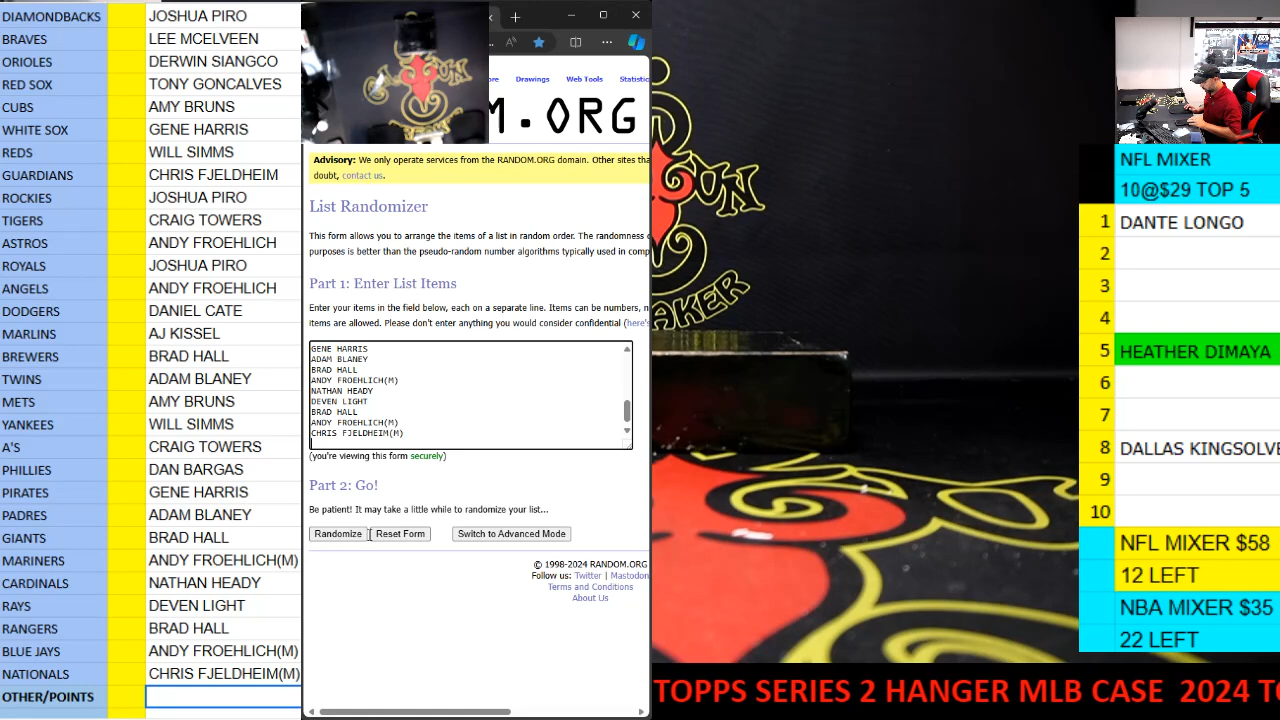 DIAMONDBACKS JOSHUA PIRO
BRAVES LEE MCELVEEN
ORIOLES DERWIN SIANGCO
RED SOX TONY GONCALVES
CUBS AMY BRUNS
WHITE SOX GENE HARRIS
REDS WILL SIMMS
GUARDIANS CHRIS FJELDHEIM
ROCKIES JOSHUA PIRO
TIGERS CRAIG TOWERS
ASTROS ANDY FROEHLICH
ROYALS JOSHUA PIRO
ANGELS ANDY FROEHLICH
DODGERS DANIEL CATE
MARLINS AJ KISSEL
BREWERS BRAD HALL
TWINS ADAM BLANEY
METS AMY BRUNS
YANKEES WILL SIMMS
A'S CRAIG TOWERS
PHILLIES DAN BARGAS
PIRATES GENE HARRIS
PADRES ADAM BLANEY
GIANTS BRAD HALL
MARINERS ANDY FROEHLICH(M)
CARDINALS NATHAN HEADY
RAYS DEVEN LIGHT
RANGERS BRAD HALL
BLUE JAYS ANDY FROEHLICH(M)
NATIONALS CHRIS FJELDHEIM(M)
OTHER/POINTS
ore Drawings Web Tools Statistic
M.ORG
Advisory: We only operate services from the RANDOM.ORG domain. Other sites tha
doubt, contact us.
List Randomizer
This form allows you to arrange the items of a list in random order. The randomness
purposes is better than the pseudo-random number algorithms typically used in comp
Part 1: Enter List Items
Enter your items in the field below, each on a separate line. Items can be numbers, n
items are allowed. Please don't enter anything you would consider confidential (here's
GENE HARRIS
ADAM BLANEY
BRAD HALL
ANDY FROEHLICH(M)
NATHAN HEADY
DEVEN LIGHT
BRAD HALL
ANDY FROEHLICH(M)
CHRIS FJELDHEIM(M)
(you're viewing this form securely)
Part 2: Go!
Be patient! It may take a little while to randomize your list...
Randomize Reset Form Switch to Advanced Mode
© 1998-2024 RANDOM.ORG
Follow us: Twitter | Mastodon
Terms and Conditions
About Us
NFL MIXER
10@$29 TOP 5
1 DANTE LONGO
2
3
4
5 HEATHER DIMAYA
6
7
8 DALLAS KINGSOLVE
9
10
NFL MIXER $58
12 LEFT
NBA MIXER $35
22 LEFT
TOPPS SERIES 2 HANGER MLB CASE 2024 TO